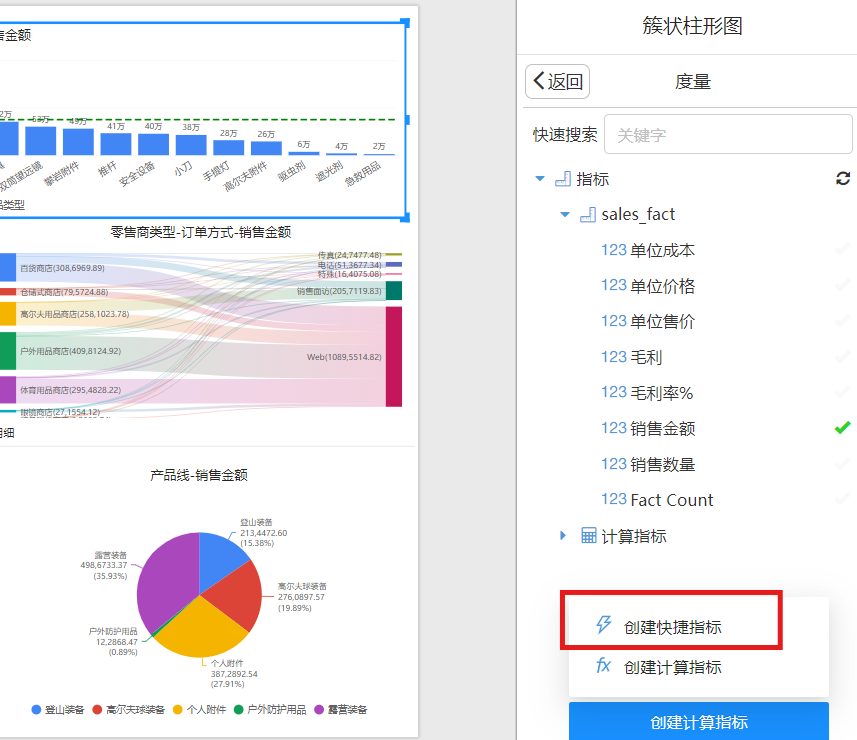 售金额
2万
53万
49万
41万
40万
38万
28万
26万
6万
4万
2万
双筒望远镜
攀岩附件
推杆
安全设备
小刀
手提灯
高尔夫附件
驱虫剂
遮光剂
急救用品
品类型
零售商类型-订单方式-销售金额
百货商店(308,6969.89)
仓储式商店(79,5724.88)
高尔夫用品商店(258,1023.78)
户外用品商店(409,8124.92)
体育用品商店(295,4828.22)
眼镜商店(27,1554.12)
传真(24,7477.48)
电话(51,3677.34)
特殊(16,4075.08)
销售面访(205,7119.83)
Web(1089,5514.82)
明细
产品线-销售金额
登山装备
213,4472.60
(15.38%)
高尔夫球装备
276,0897.57
(19.89%)
个人附件
387,2892.54
(27.91%)
户外防护用品
12,2868.47
(0.89%)
露营装备
498,6733.37
(35.93%)
登山装备 高尔夫球装备 个人附件 户外防护用品 露营装备
簇状柱形图
返回 度量
快速搜索 关键字
指标
sales_fact
123 单位成本
123 单位价格
123 单位售价
123 毛利
123 毛利率%
123 销售金额
123 销售数量
123 Fact Count
计算指标
创建快捷指标
fx 创建计算指标
创建计算指标